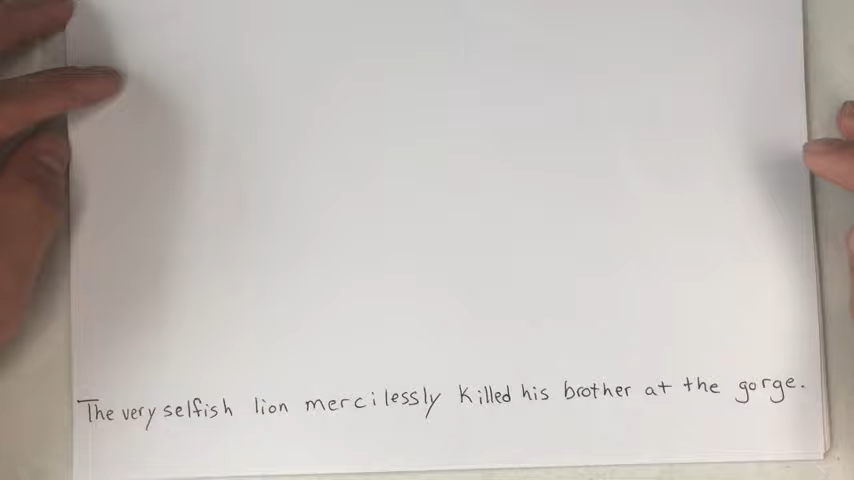 The very selfish lion mercilessly killed his brother at the gorge.